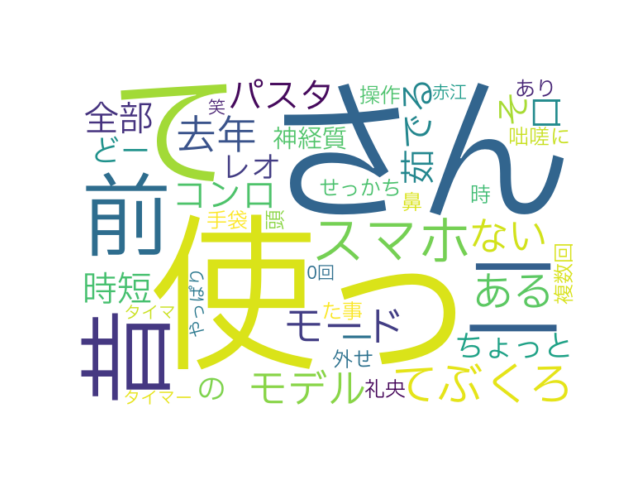 パスタ
操作
赤江
あり
全部
笑
て
さん
茹でる
そ
口
去年
神経質
咄嗟に
どー
レオ
前
コンロ
せっかち
鼻
時
手袋
頭
使っ
スマホ
ない
二
時短
0回
ある
複数回
昔
タイマ
やっぱり
モード
た事
一
外せ
ちょっと
タイマー
の
モデル
礼央
てぶくろ